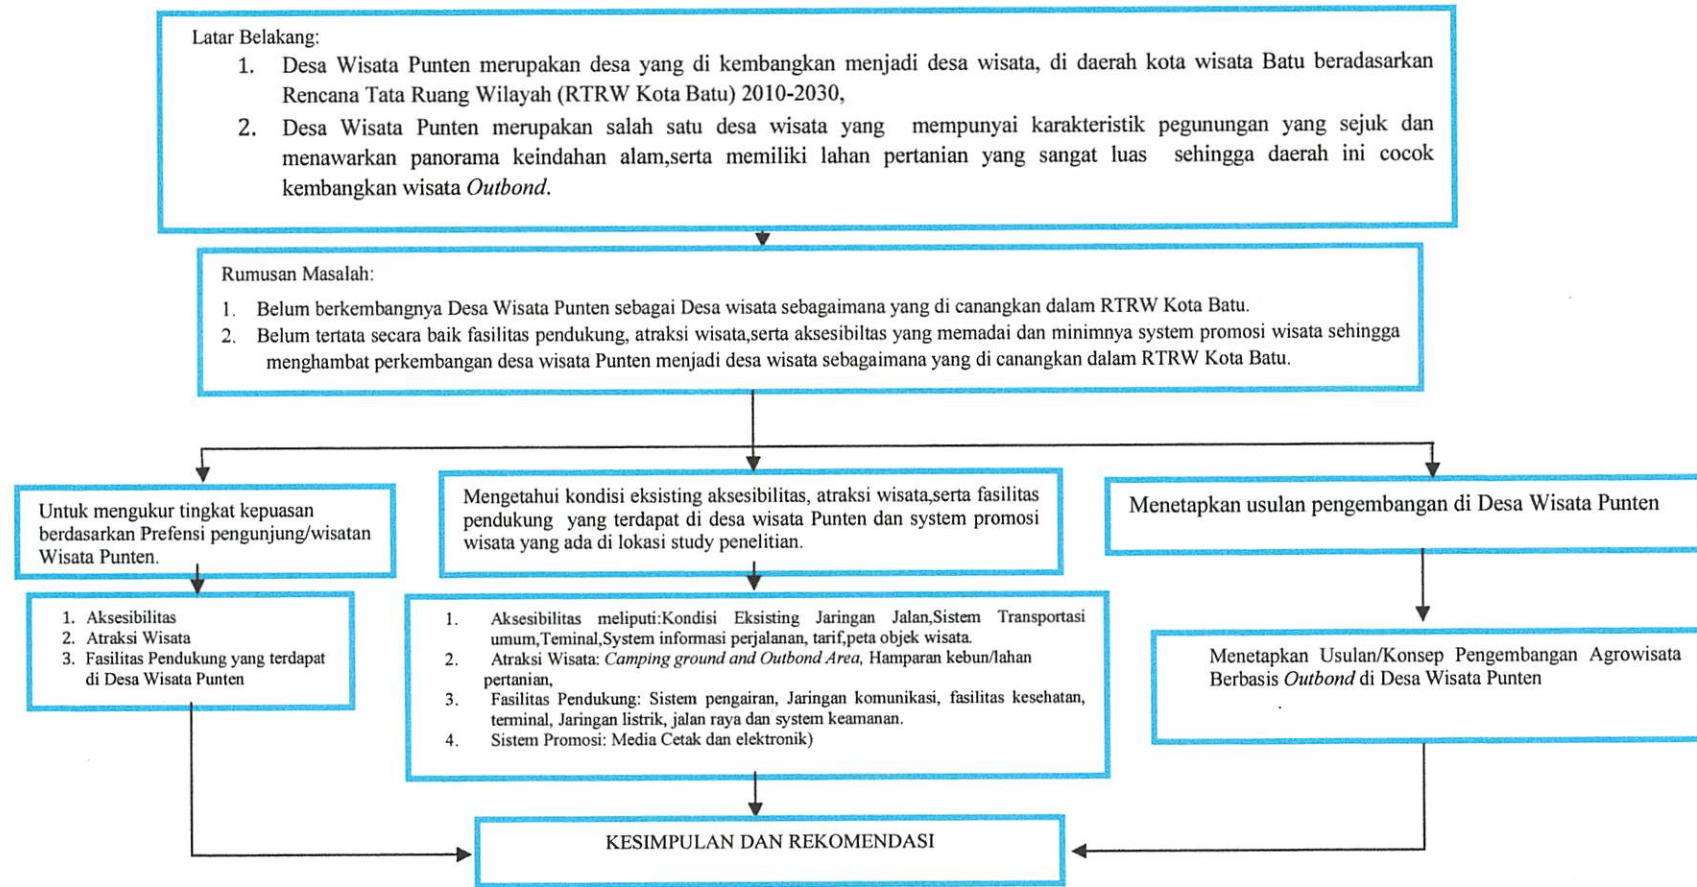 Latar Belakang:
1. Desa Wisata Punten merupakan desa yang di kembangkan menjadi desa wisata, di daerah kota wisata Batu beradasarkan
Rencana Tata Ruang Wilayah (RTRW Kota Batu) 2010-2030,
2. Desa Wisata Punten merupakan salah satu desa wisata yang mempunyai karakteristik pegunungan yang sejuk dan
menawarkan panorama keindahan alam,serta memiliki lahan pertanian yang sangat luas sehingga daerah ini cocok
kembangkan wisata Outbond.
Rumusan Masalah:
1. Belum berkembangnya Desa Wisata Punten sebagai Desa wisata sebagaimana yang di canangkan dalam RTRW Kota Batu.
2. Belum tertata secara baik fasilitas pendukung, atraksi wisata,serta aksesibiltas yang memadai dan minimnya system promosi wisata sehingga
menghambat perkembangan desa wisata Punten menjadi desa wisata sebagaimana yang di canangkan dalam RTRW Kota Batu.
Untuk mengukur tingkat kepuasan
berdasarkan Prefensi pengunjung/wisatan
Wisata Punten.
Mengetahui kondisi eksisting aksesibilitas, atraksi wisata,serta fasilitas
pendukung yang terdapat di desa wisata Punten dan system promosi
wisata yang ada di lokasi study penelitian.
Menetapkan usulan pengembangan di Desa Wisata Punten
1. Aksesibilitas
2. Atraksi Wisata
3. Fasilitas Pendukung yang terdapat
di Desa Wisata Punten
1. Aksesibilitas meliputi:Kondisi Eksisting Jaringan Jalan,Sistem Transportasi
umum,Teminal,System informasi perjalanan, tarif,peta objek wisata.
2. Atraksi Wisata: Camping ground and Outbond Area, Hamparan kebun/lahan
pertanian,
3. Fasilitas Pendukung: Sistem pengairan, Jaringan komunikasi, fasilitas kesehatan,
terminal, Jaringan listrik, jalan raya dan system keamanan.
4. Sistem Promosi: Media Cetak dan elektronik)
Menetapkan Usulan/Konsep Pengembangan Agrowisata
Berbasis Outbond di Desa Wisata Punten
KESIMPULAN DAN REKOMENDASI